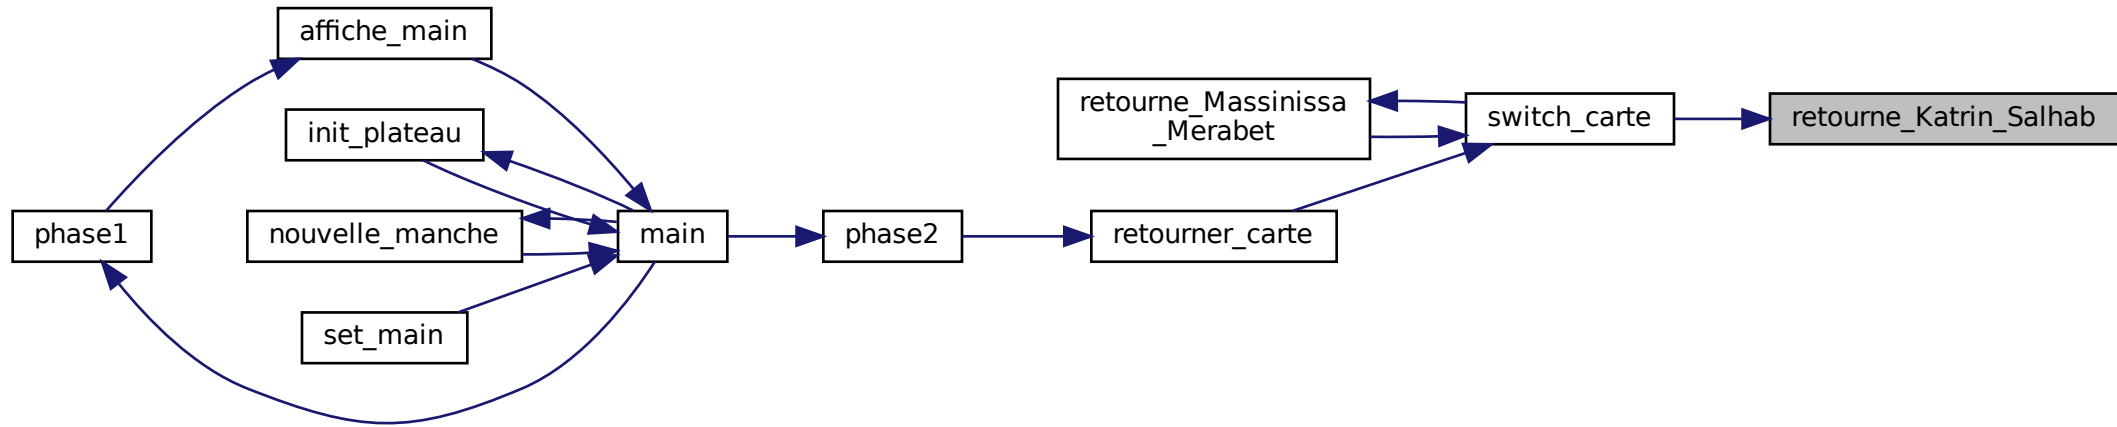 affiche_main
init_plateau
phase1
nouvelle_manche
main
set_main
phase2
retourne_Massinissa
_Merabet
retourner_carte
switch_carte
retourne_Katrin_Salhab